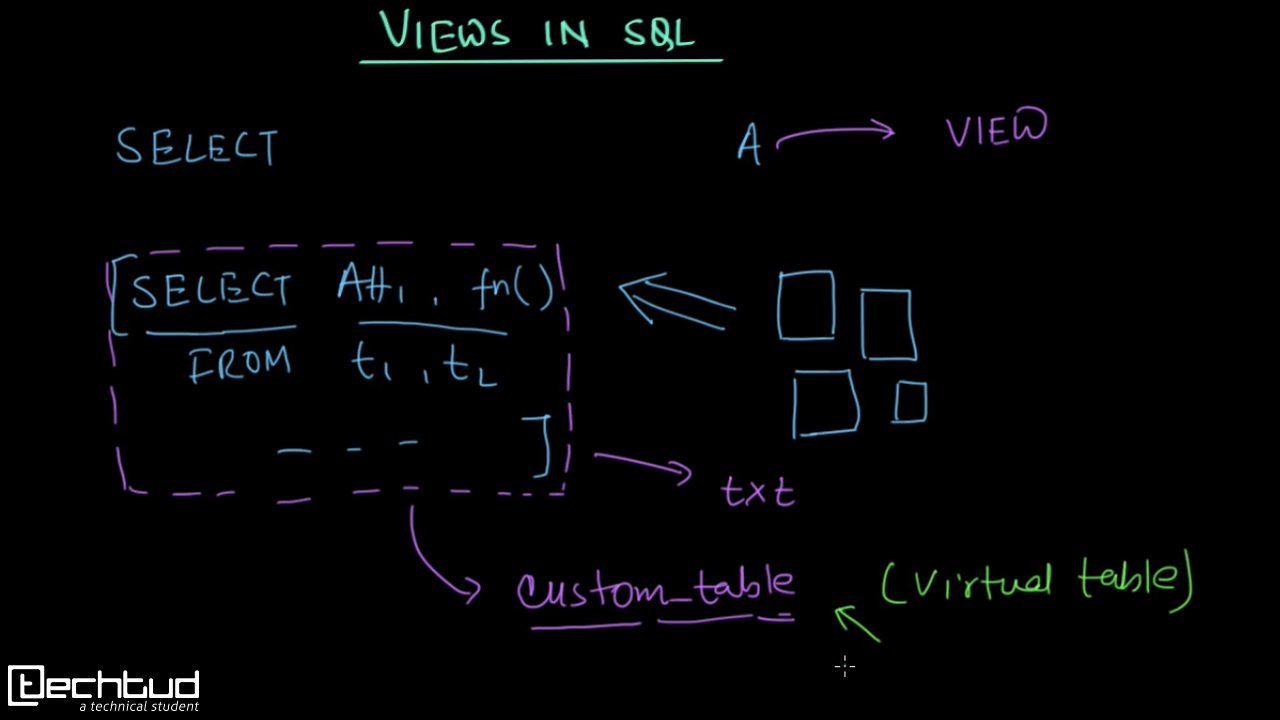 VIEWS IN SQL
SELECT
A VIEW
[SELECT Att1, fn()
FROM t1, t2
- - - ]
txt
custom_table
(Virtual table)
techtud
a technical student